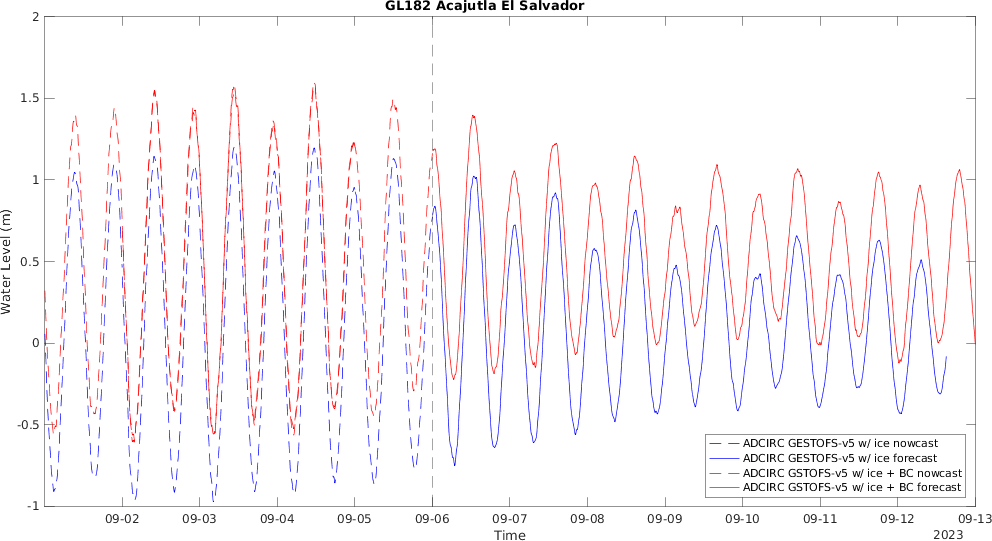 GL182 Acajutla El Salvador
2
1.5
1
0.5
0
-0.5
-1
Water Level (m)
ADCIRC GESTOFS-v5 w/ ice nowcast
ADCIRC GESTOFS-v5 w/ ice forecast
ADCIRC GSTOFS-v5 w/ ice + BC nowcast
ADCIRC GSTOFS-v5 w/ ice + BC forecast
09-02 09-03 09-04 09-05 09-06 09-07 09-08 09-09 09-10 09-11 09-12 09-13
Time
2023